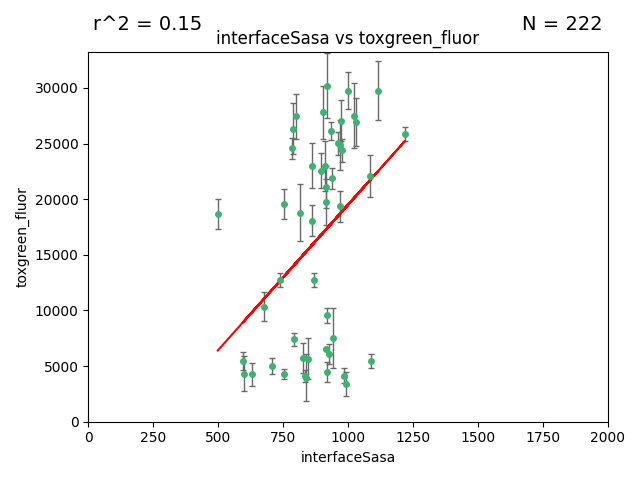 r^2 = 0.15
N = 222
interfaceSasa vs toxgreen_fluor
30000
25000
20000
15000
10000
5000
0
toxgreen_fluor
0 250 500 750 1000 1250 1500 1750 2000
interfaceSasa